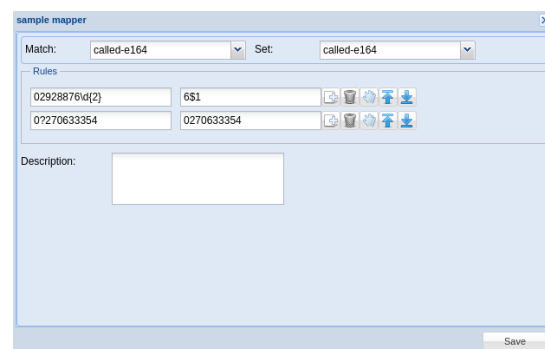 sample mapper
Match: called-e164 Set: called-e164
Rules
02928876\d{2} 6$1
0?270633354 0270633354
Description:
Save